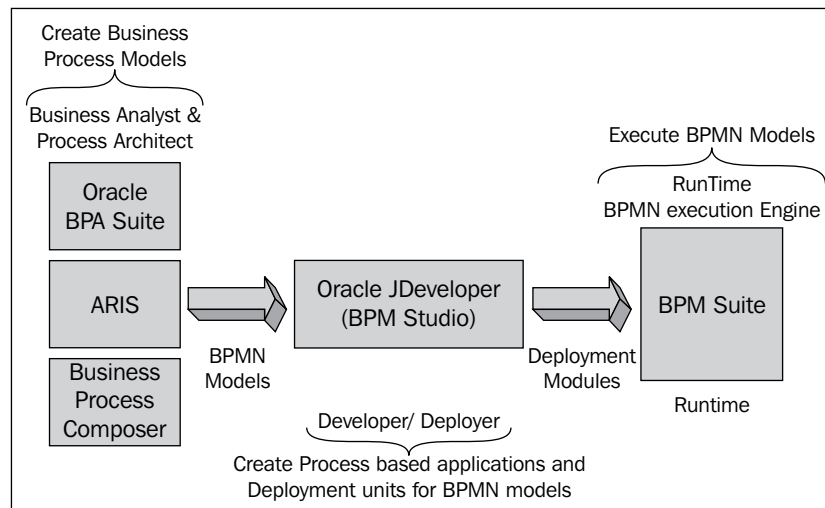 Create Business
Process Models
Business Analyst &
Process Architect
Oracle
BPA Suite
ARIS
Business
Process
Composer
BPMN
Models
Oracle JDeveloper
(BPM Studio)
Developer/ Deployer
Create Process based applications and
Deployment units for BPMN models
Deployment
Modules
Execute BPMN Models
RunTime
BPMN execution Engine
BPM Suite
Runtime